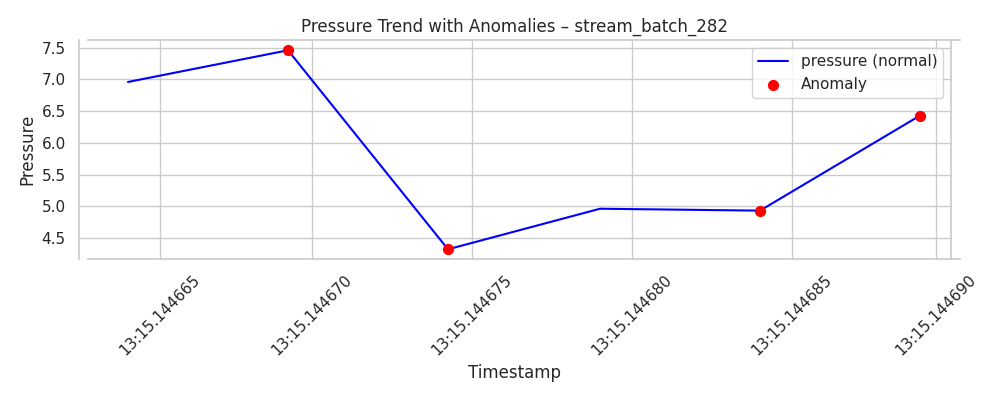 Pressure Trend with Anomalies – stream_batch_282
pressure (normal)
Anomaly
Pressure
7.5
7.0
6.5
6.0
5.5
5.0
4.5
13:15.144665
13:15.144670
13:15.144675
13:15.144680
13:15.144685
13:15.144690
Timestamp